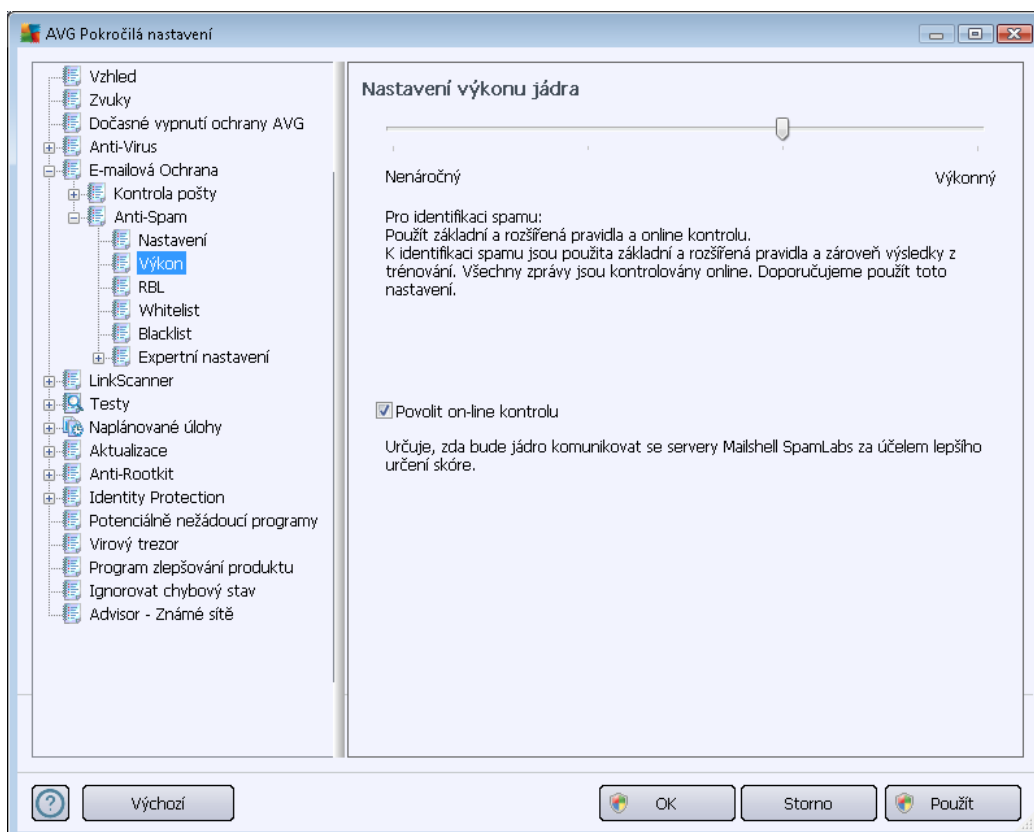 AVG Pokročilá nastavení
Vzhled
Zvuky
Dočasné vypnutí ochrany AVG
Anti-Virus
E-mailová Ochrana
Kontrola pošty
Anti-Spam
Nastavení
Výkon
RBL
Whitelist
Blacklist
Expertní nastavení
LinkScanner
Testy
Naplánované úlohy
Aktualizace
Anti-Rootkit
Identity Protection
Potenciálně nežádoucí programy
Virový trezor
Program zlepšování produktu
Ignorovat chybový stav
Advisor - Známé sítě
Nastavení výkonu jádra
Nenáročný
Výkonný
Pro identifikaci spamu:
Použít základní a rozšířená pravidla a online kontrolu.
K identifikaci spamu jsou použita základní a rozšířená pravidla a zároveň výsledky z
trénování. Všechny zprávy jsou kontrolovány online. Doporučujeme použít toto
nastavení.
Povolit on-line kontrolu
Určuje, zda bude jádro komunikovat se servery Mailshell SpamLabs za účelem lepšího
určení skóre.
Výchozí
OK
Storno
Použít